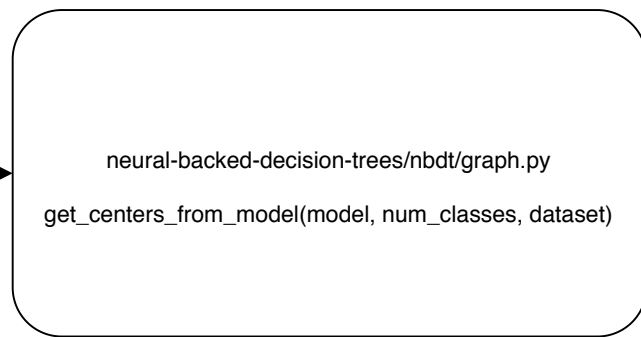 neural-backed-decision-trees/nbdt/graph.py
get_centers_from_model(model, num_classes, dataset)